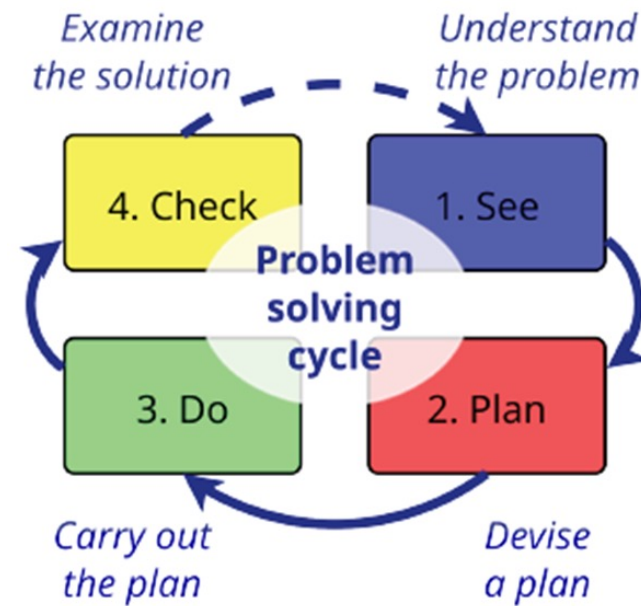 Examine
the solution
Understand
the problem
4. Check
1. See
Problem
solving
cycle
3. Do
2. Plan
Carry out
the plan
Devise
a plan